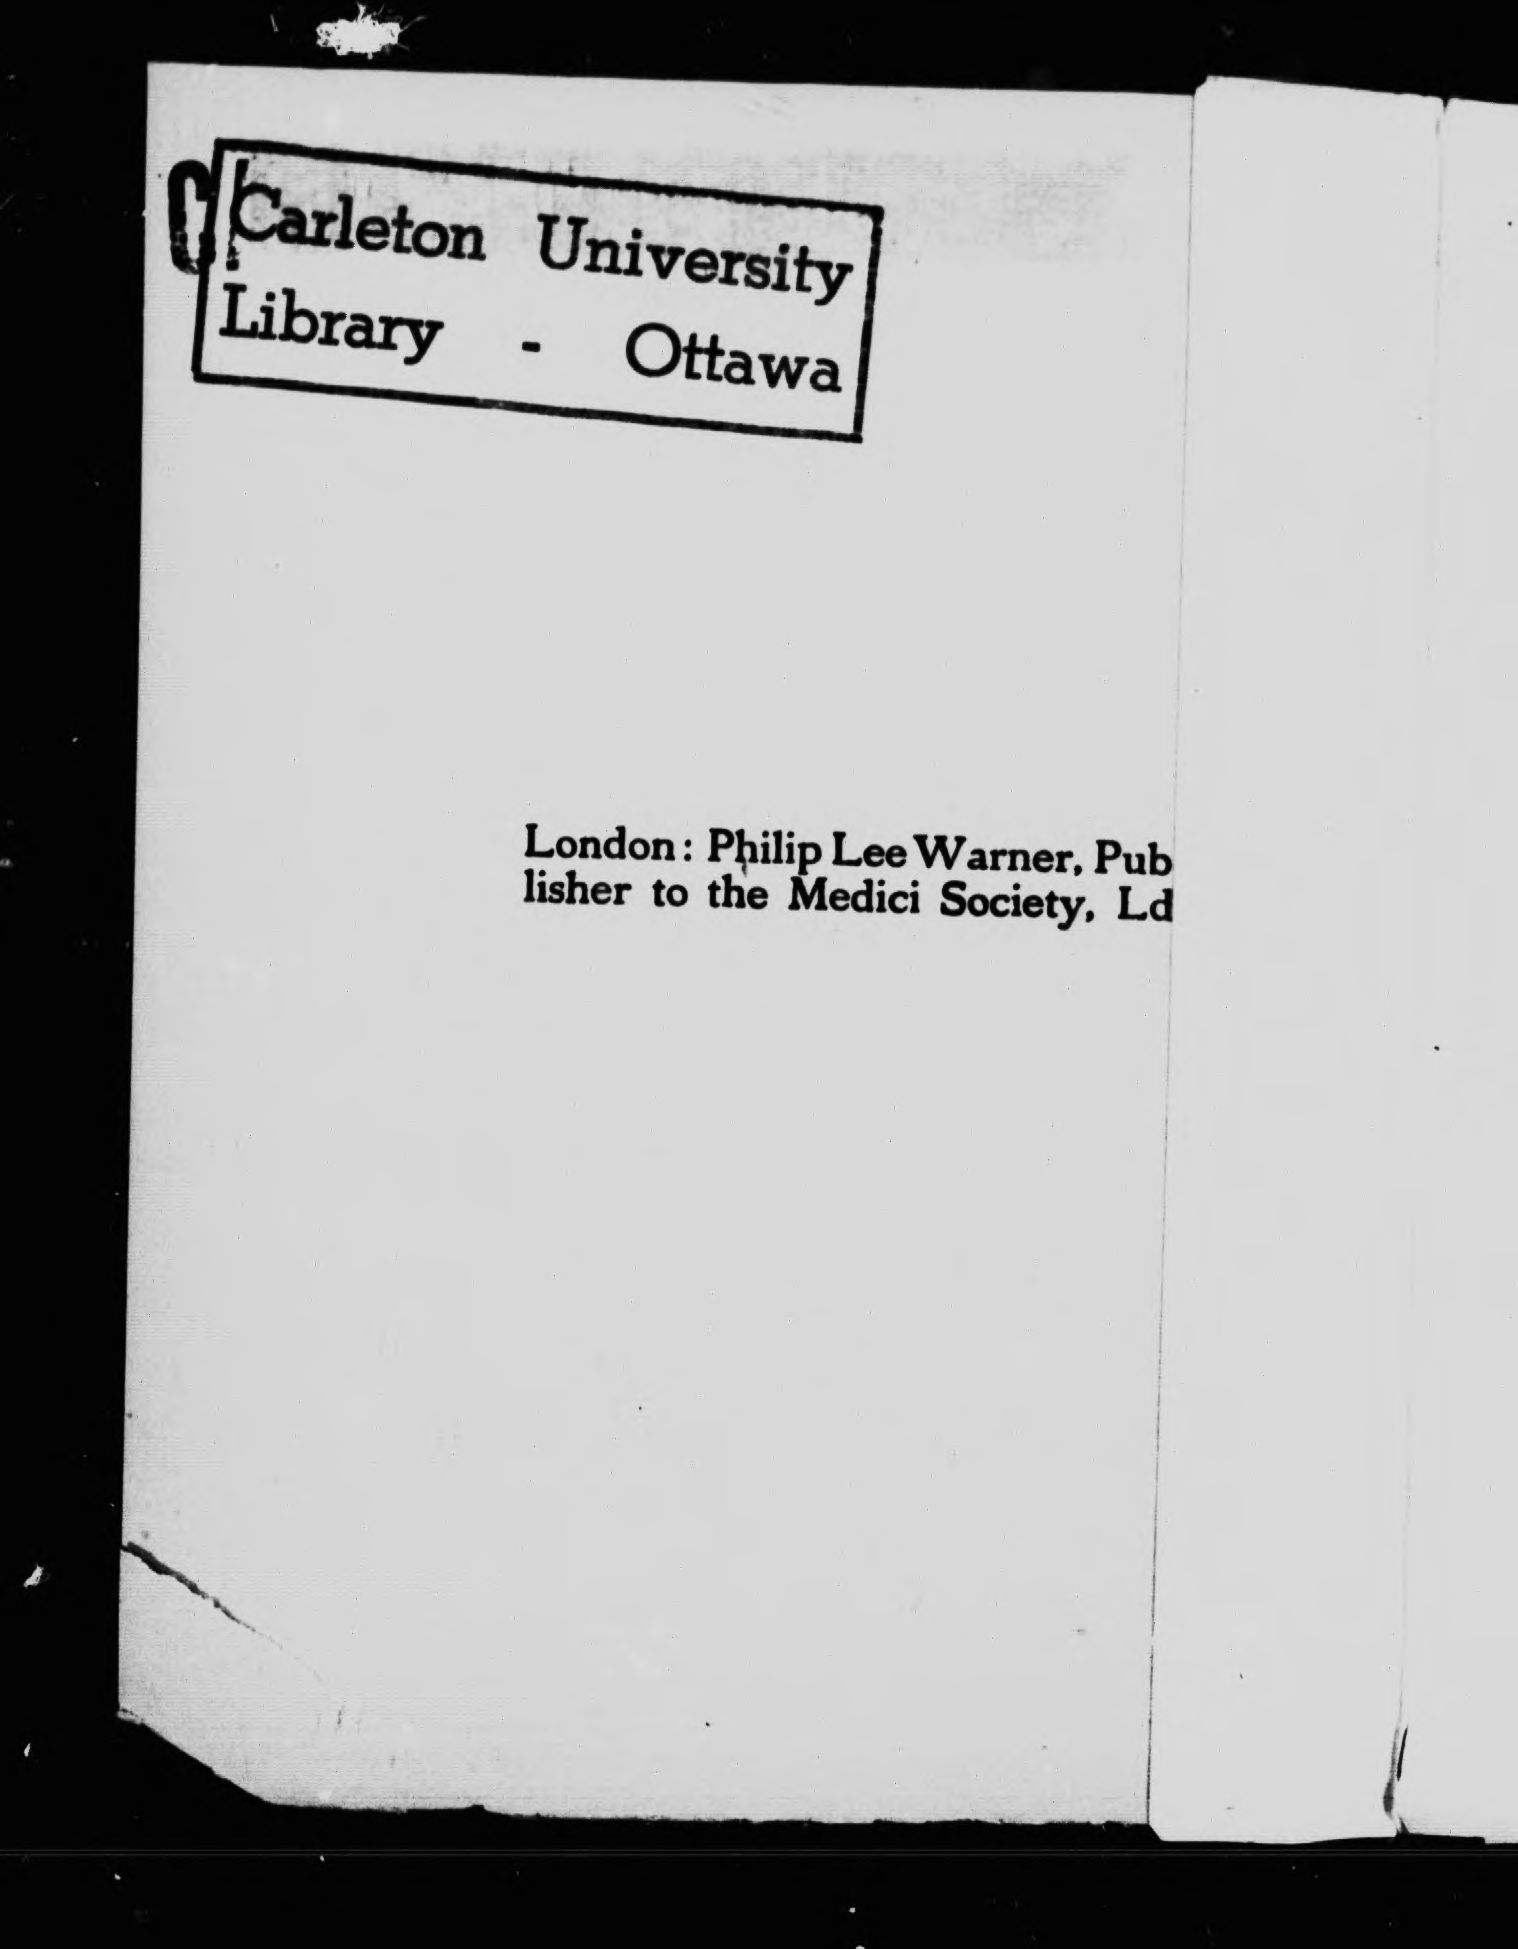 Carleton University
Library - Ottawa
London: Philip Lee Warner, Pub
lisher to the Medici Society, Ld